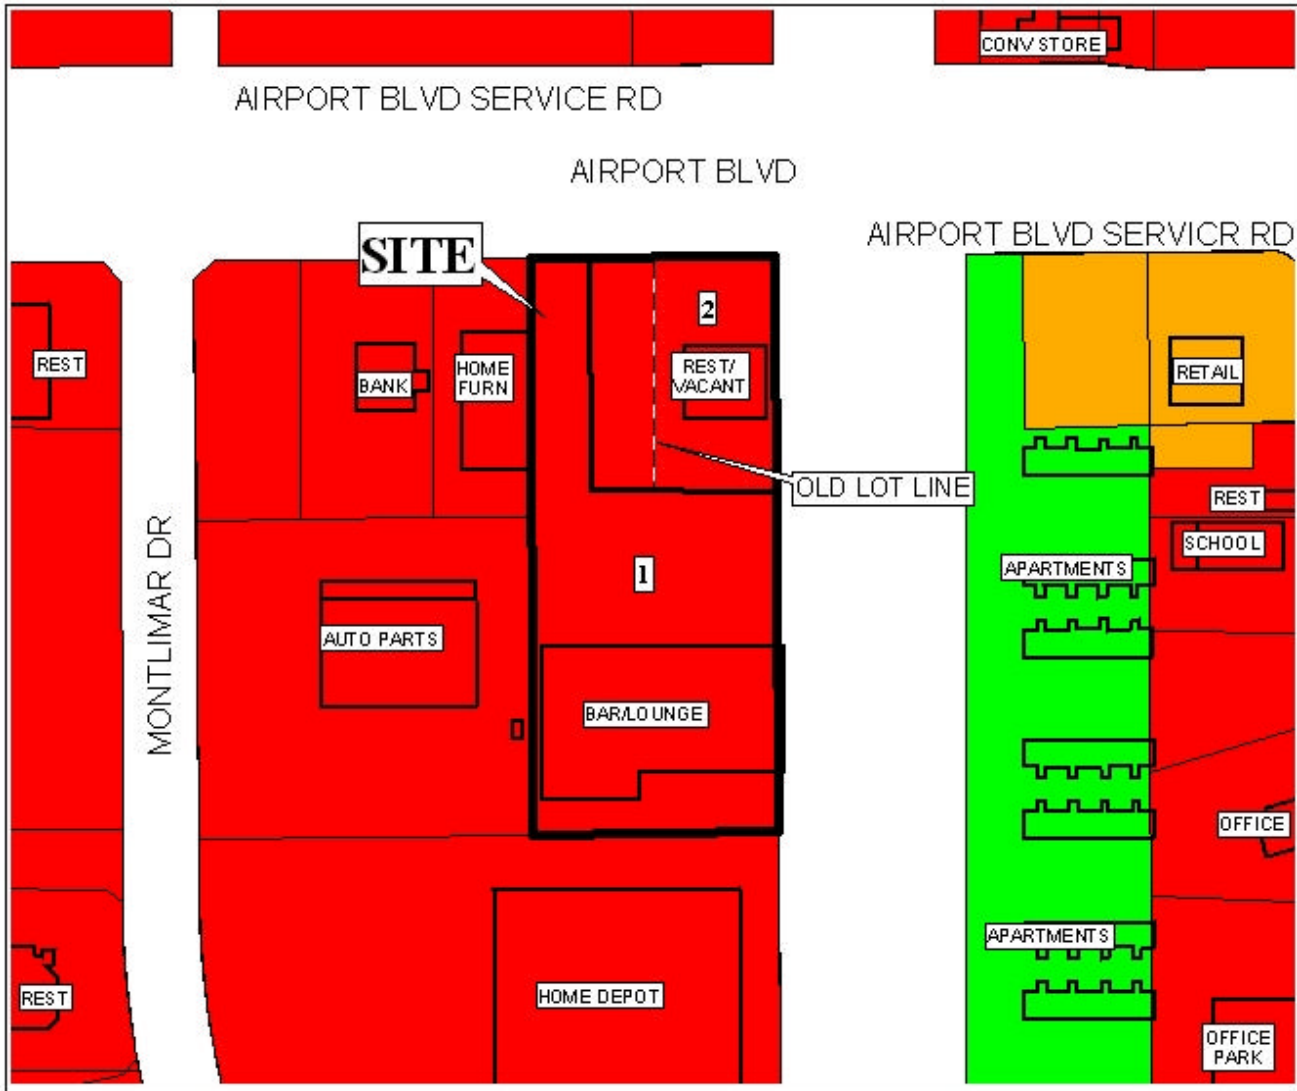 CONV STORE
AIRPORT BLVD SERVICE RD
AIRPORT BLVD
AIRPORT BLVD SERVICR RD
SITE
2
REST
BANK
HOME
FURN
REST/
VACANT
RETAIL
OLD LOT LINE
REST
SCHOOL
MONTLIMAR DR
1
APARTMENTS
AUTO PARTS
BAR/LOUNGE
OFFICE
APARTMENTS
REST
HOME DEPOT
OFFICE
PARK